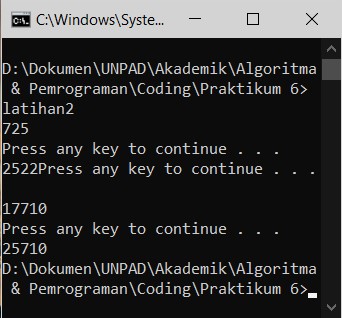 C:\Windows\Syste...
D:\Dokumen\UNPAD\Akademik\Algoritma
& Pemrograman\Coding\Praktikum 6>
latihan2
725
Press any key to continue . . .
2522Press any key to continue . . .
17710
Press any key to continue . . .
25710
D:\Dokumen\UNPAD\Akademik\Algoritma
& Pemrograman\Coding\Praktikum 6>